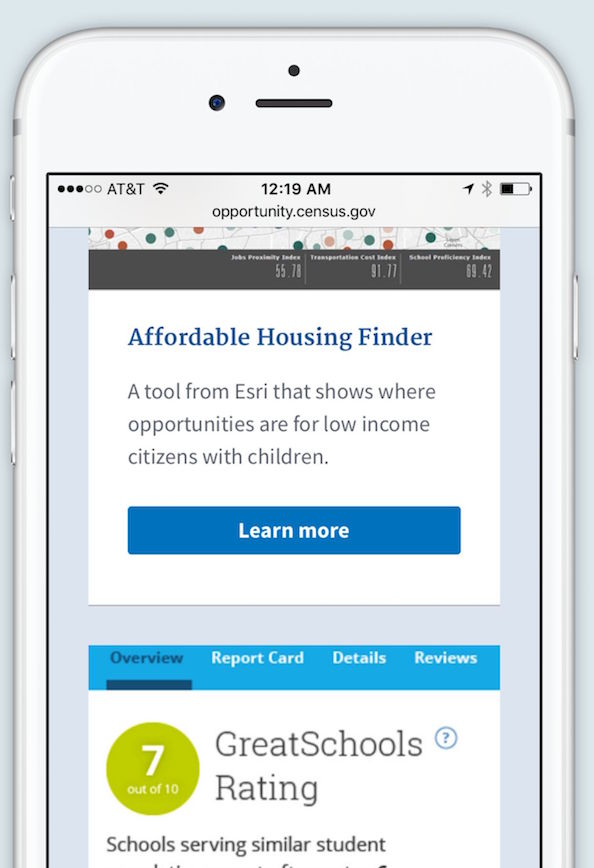 AT&T 12:19 AM
opportunity.census.gov
Jobs Proximity Index Transportation Cost Index School Proficiency Index
55.78 91.77 69.42
Affordable Housing Finder
A tool from Esri that shows where
opportunities are for low income
citizens with children.
Learn more
Overview Report Card Details Reviews
7
out of 10
GreatSchools ?
Rating
Schools serving similar student